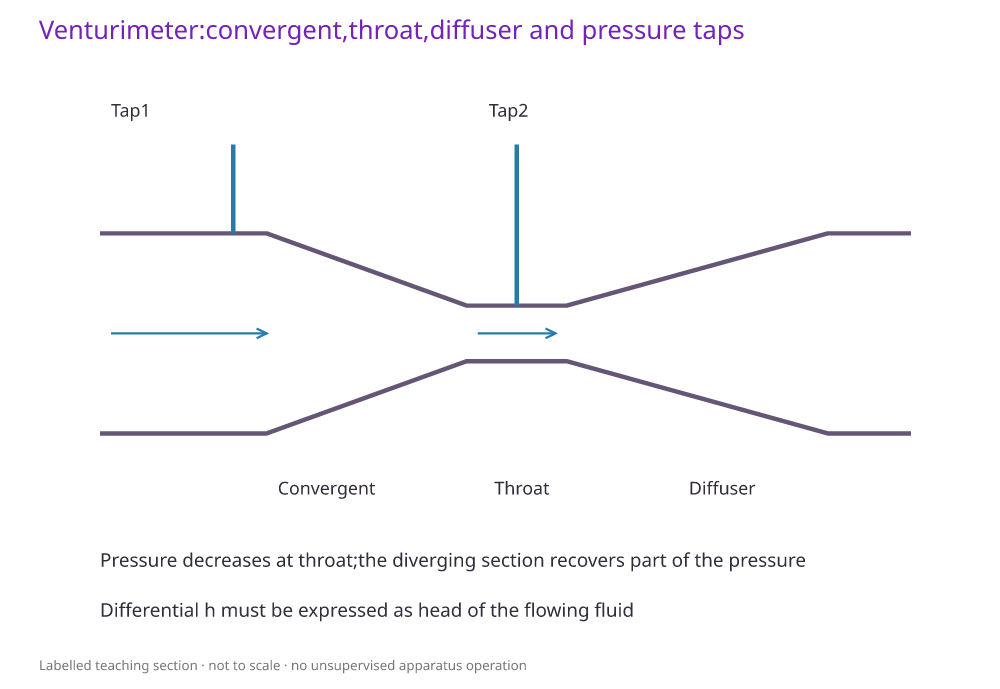 Venturimeter:convergent,throat,diffuser and pressure taps
Tap1
Tap2
Convergent
Throat
Diffuser
Pressure decreases at throat;the diverging section recovers part of the pressure
Differential h must be expressed as head of the flowing fluid
Labelled teaching section · not to scale · no unsupervised apparatus operation